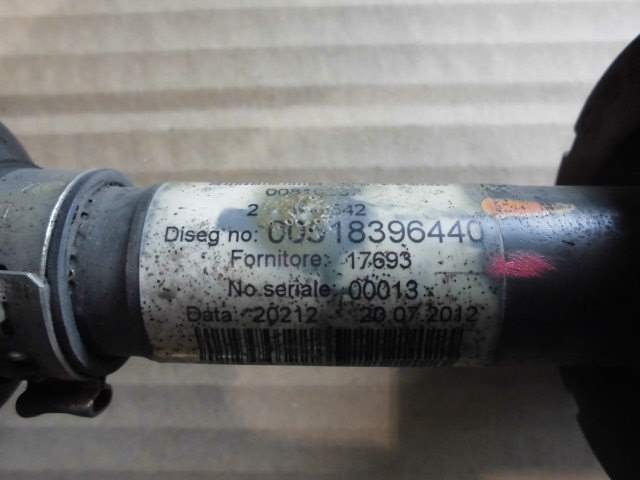 Diseg no: 00518396440
Fornitore: 17693
No seriale: 00013
Data: 20212 20.07.2012